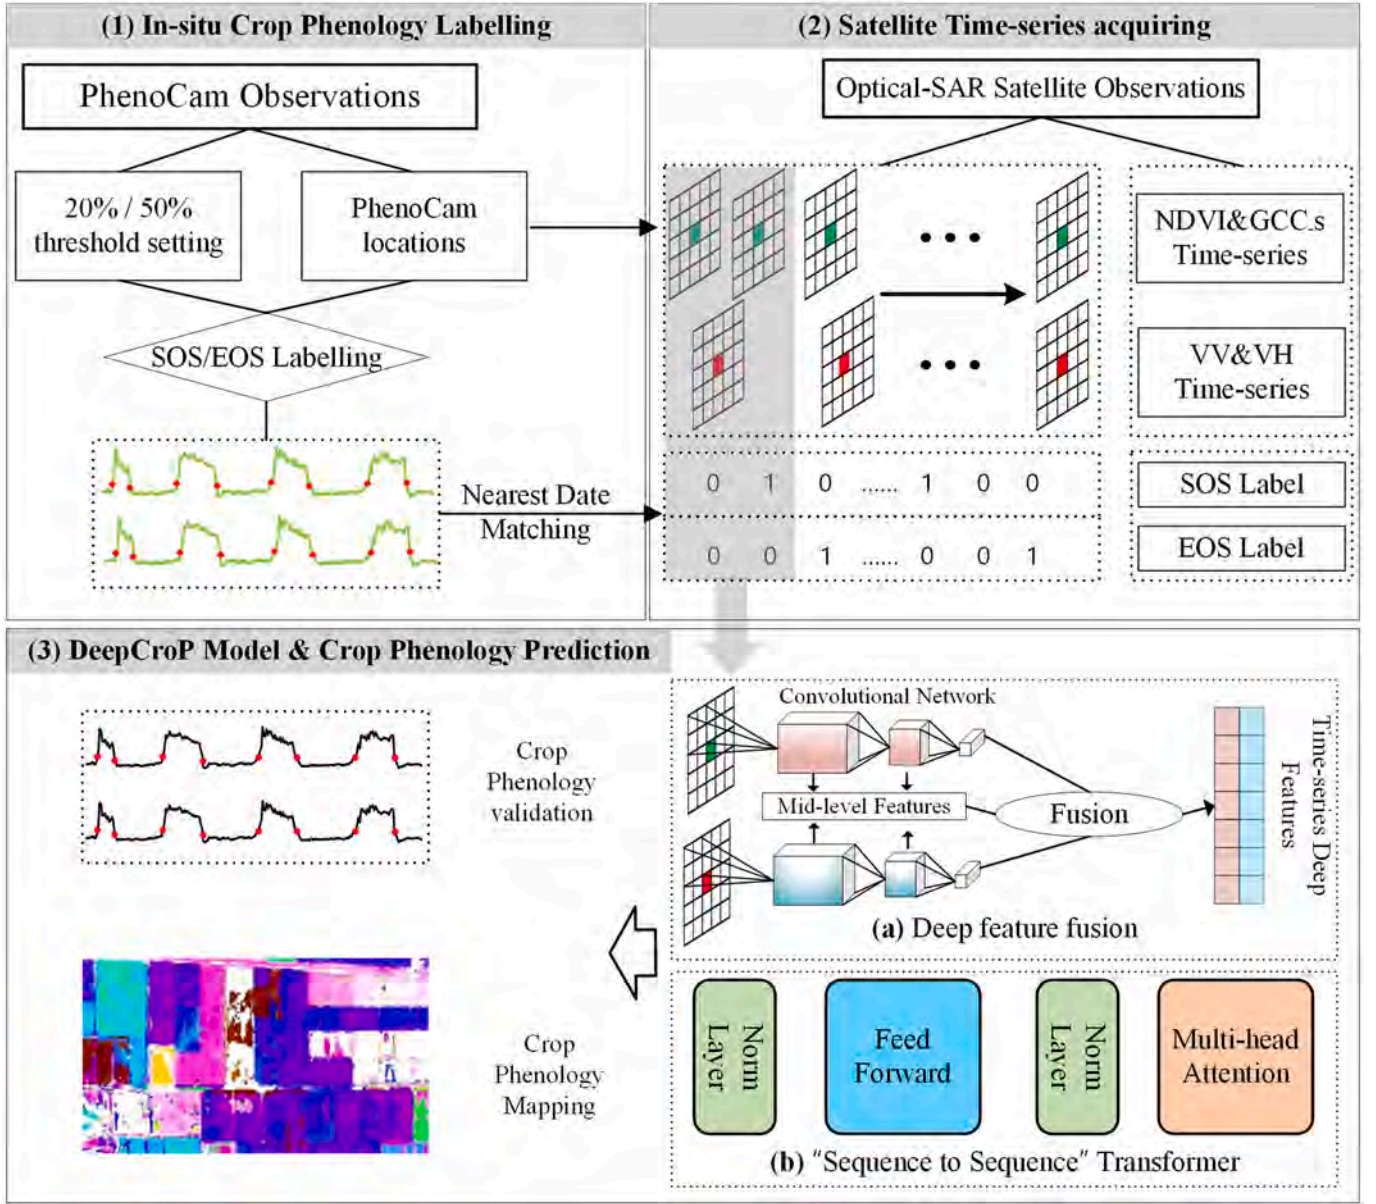 (1) In-situ Crop Phenology Labelling
PhenoCam Observations
20% / 50%
threshold setting
PhenoCam
locations
SOS/EOS Labelling
Nearest Date
Matching
(2) Satellite Time-series acquiring
Optical-SAR Satellite Observations
NDVI&GCC.s
Time-series
VV&VH
Time-series
0 1 0 ...... 1 0 0
SOS Label
0 0 1 ...... 0 0 1
EOS Label
(3) DeepCroP Model & Crop Phenology Prediction
Crop
Phenology
validation
Crop
Phenology
Mapping
Convolutional Network
Mid-level Features
Fusion
Time-series Deep
Features
(a) Deep feature fusion
Norm
Layer
Feed
Forward
Norm
Layer
Multi-head
Attention
(b) "Sequence to Sequence" Transformer